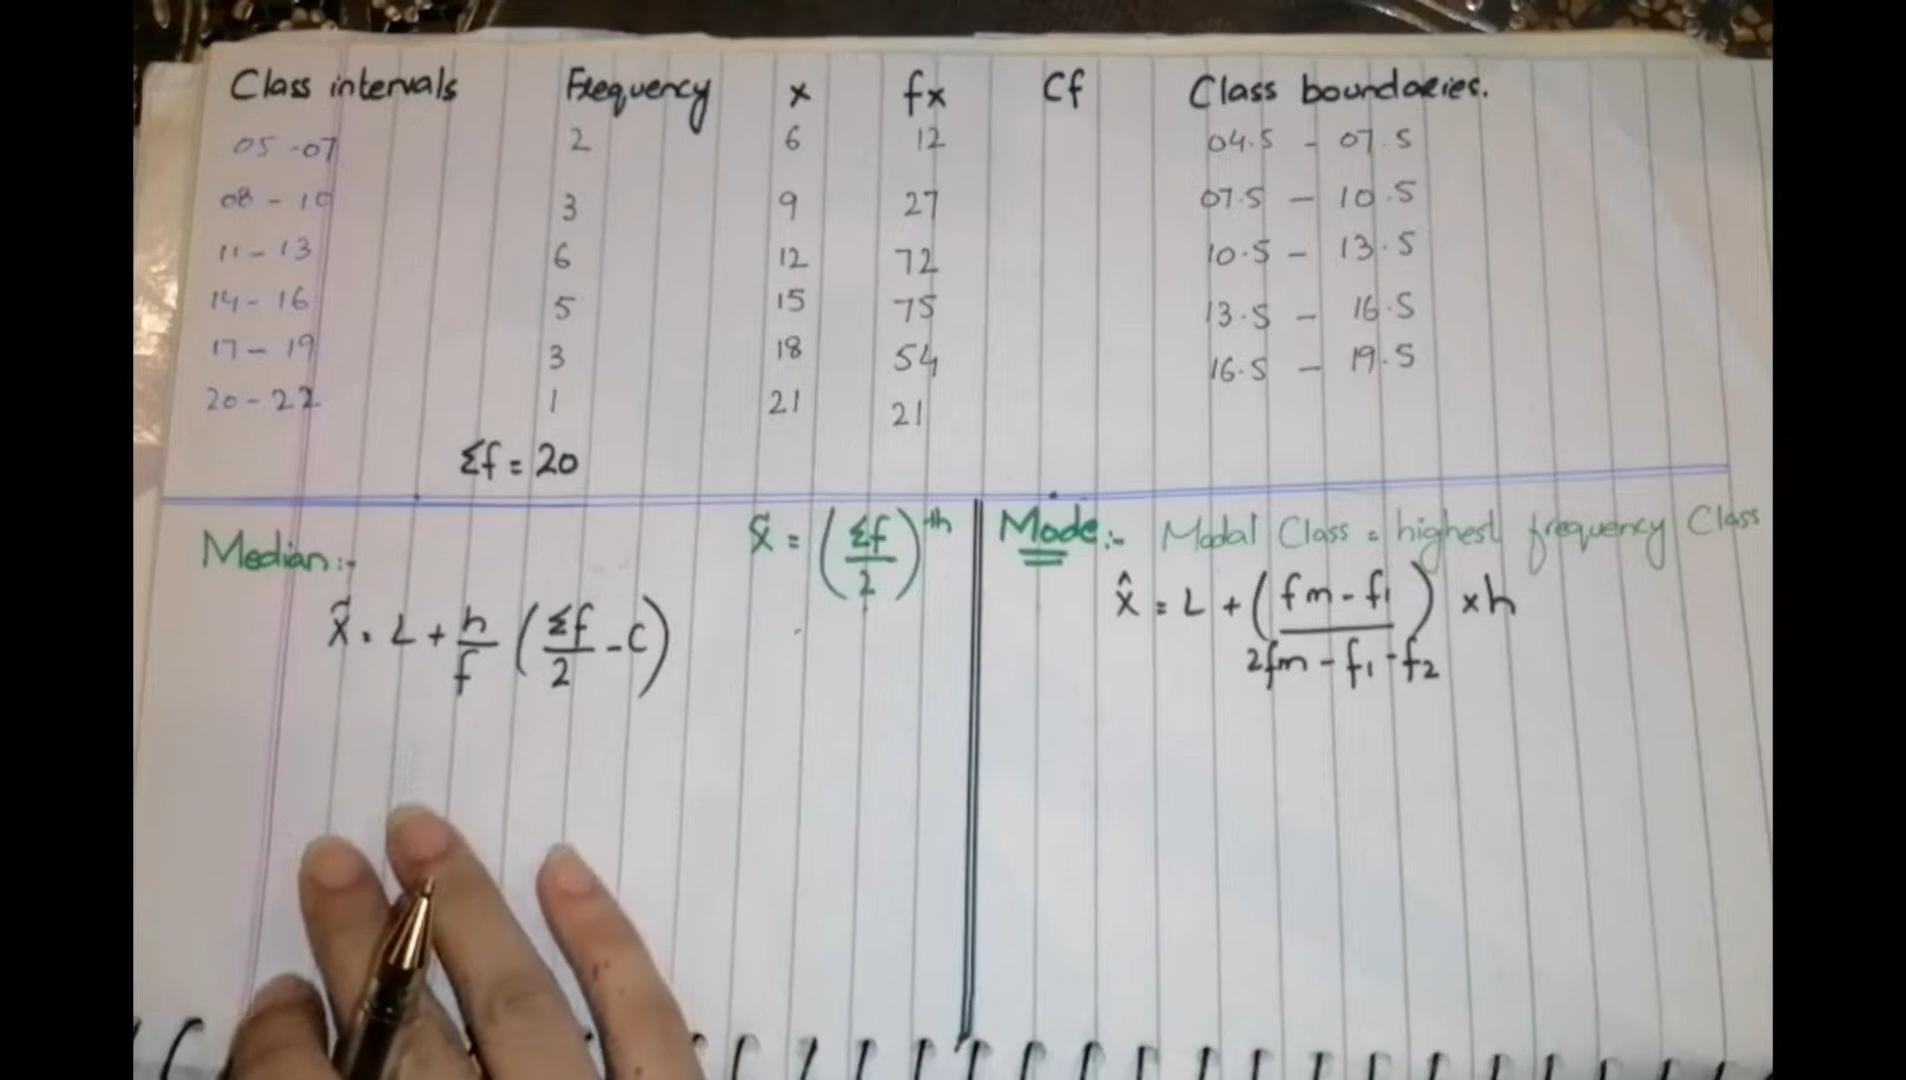 Class intervals Frequency x fx Cf Class boundaries.
05 - 07 2 6 12 04.5 - 07.5
08 - 10 3 9 27 07.5 - 10.5
11 - 13 6 12 72 10.5 - 13.5
14 - 16 5 15 75 13.5 - 16.5
17 - 19 3 18 54 16.5 - 19.5
20 - 22 1 21 21
Σf = 20
Median:-
x̃ = (Σf/2)th
x̃ = L + h/f (Σf/2 - C)
Mode:- Modal Class = highest frequency Class
x̂ = L + (fm - f₁ / 2fm - f₁ - f₂) × h